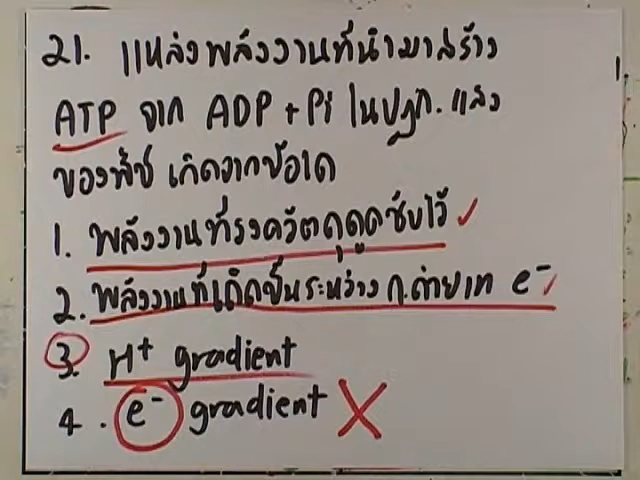 21. แหล่งพลังงานที่นำมาสร้าง
ATP จาก ADP + Pi ในปฏก. แสง
ของพืช เกิดจากข้อใด
1. พลังงานที่รงควัตถุดูดซับไว้
2. พลังงานที่เกิดขึ้นระหว่าง ก.ถ่ายเท e⁻
3. H⁺ gradient
4. e⁻ gradient